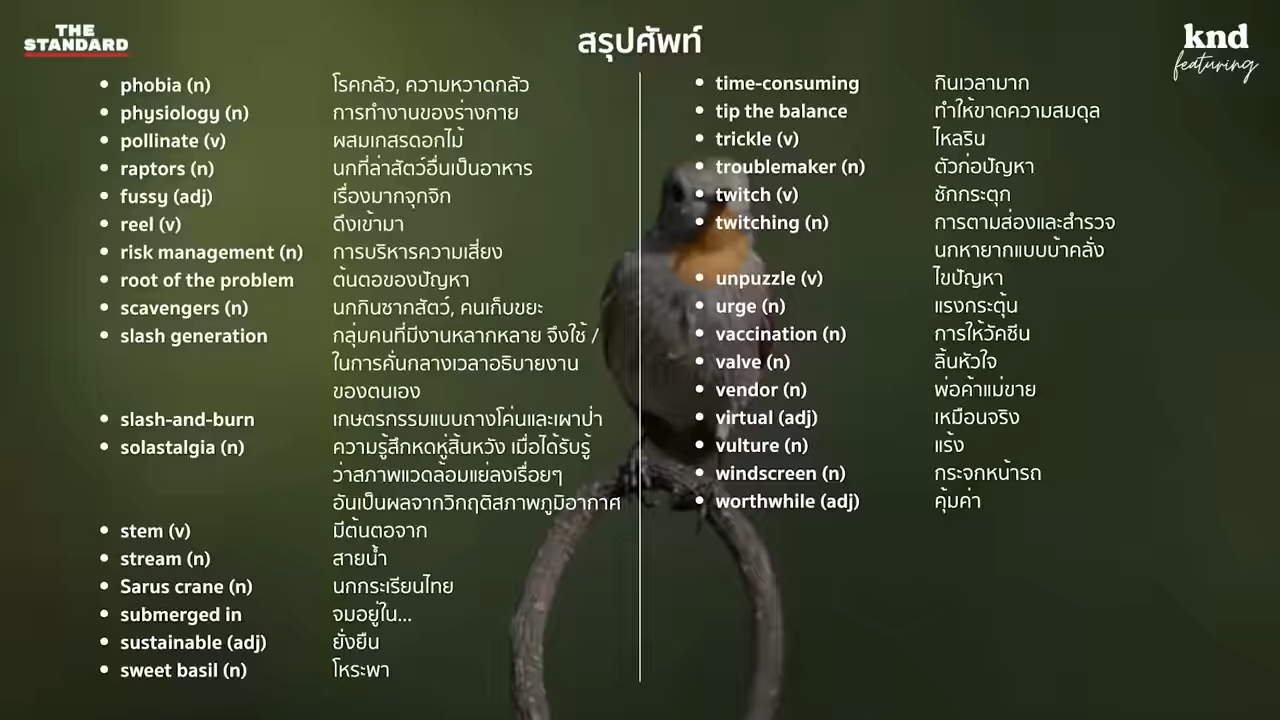 THE
STANDARD
สรุปศัพท์
knd
featuring
phobia (n) โรคกลัว, ความหวาดกลัว
physiology (n) การทำงานของร่างกาย
pollinate (v) ผสมเกสรดอกไม้
raptors (n) นกที่ล่าสัตว์อื่นเป็นอาหาร
fussy (adj) เรื่องมากจุกจิก
reel (v) ดึงเข้ามา
risk management (n) การบริหารความเสี่ยง
root of the problem ต้นตอของปัญหา
scavengers (n) นกกินซากสัตว์, คนเก็บขยะ
slash generation กลุ่มคนที่มีงานหลากหลาย จึงใช้ /
ในการคั่นกลางเวลาอธิบายงาน
ของตนเอง
slash-and-burn เกษตรกรรมแบบถางโค่นและเผาป่า
solastalgia (n) ความรู้สึกหดหู่สิ้นหวัง เมื่อได้รับรู้
ว่าสภาพแวดล้อมแย่ลงเรื่อยๆ
อันเป็นผลจากวิกฤติสภาพภูมิอากาศ
stem (v) มีต้นตอจาก
stream (n) สายน้ำ
Sarus crane (n) นกกระเรียนไทย
submerged in จมอยู่ใน...
sustainable (adj) ยั่งยืน
sweet basil (n) โหระพา
time-consuming กินเวลามาก
tip the balance ทำให้ขาดความสมดุล
trickle (v) ไหลริน
troublemaker (n) ตัวก่อปัญหา
twitch (v) ชักกระตุก
twitching (n) การตามส่องและสำรวจ
นกหายากแบบบ้าคลั่ง
unpuzzle (v) ไขปัญหา
urge (n) แรงกระตุ้น
vaccination (n) การให้วัคซีน
valve (n) ลิ้นหัวใจ
vendor (n) พ่อค้าแม่ขาย
virtual (adj) เหมือนจริง
vulture (n) แร้ง
windscreen (n) กระจกหน้ารถ
worthwhile (adj) คุ้มค่า